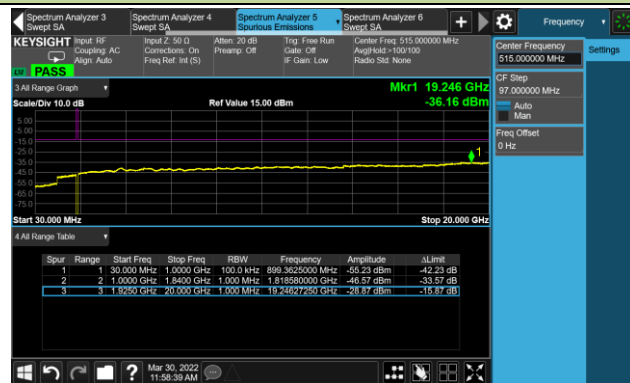 Spectrum Analyzer 3
Swept SA
Spectrum Analyzer 4
Swept SA
Spectrum Analyzer 5
Spurious Emissions
Spectrum Analyzer 6
Swept SA
Frequency
KEYSIGHT
Input: RF
Coupling: AC
Align: Auto
Input Z: 50 Ω
Corrections: On
Freq Ref: Int (S)
Atten: 20 dB
Preamp: Off
Trig: Free Run
Gate: Off
IF Gain: Low
Center Freq: 515.000000 MHz
Avg|Hold:>100/100
Radio Std: None
PASS
Center Frequency
515.000000 MHz
Settings
CF Step
97.000000 MHz
Auto
Man
Freq Offset
0 Hz
3 All Range Graph
Mkr1 19.246 GHz
-36.16 dBm
Scale/Div 10.0 dB
Ref Value 15.00 dBm
5.00
-5.00
-15.0
-25.0
-35.0
-45.0
-55.0
-65.0
-75.0
1
Start 30.000 MHz
Stop 20.000 GHz
4 All Range Table
Spur Range Start Freq Stop Freq RBW Frequency Amplitude ΔLimit
1 1 30.000 MHz 1.0000 GHz 100.0 kHz 899.3625000 MHz -55.23 dBm -42.23 dB
2 2 1.0000 GHz 1.8400 GHz 1.000 MHz 1.818580000 GHz -46.57 dBm -33.57 dB
3 3 1.9250 GHz 20.000 GHz 1.000 MHz 19.24627250 GHz -28.87 dBm -15.87 dB
?
Mar 30, 2022
11:58:39 AM